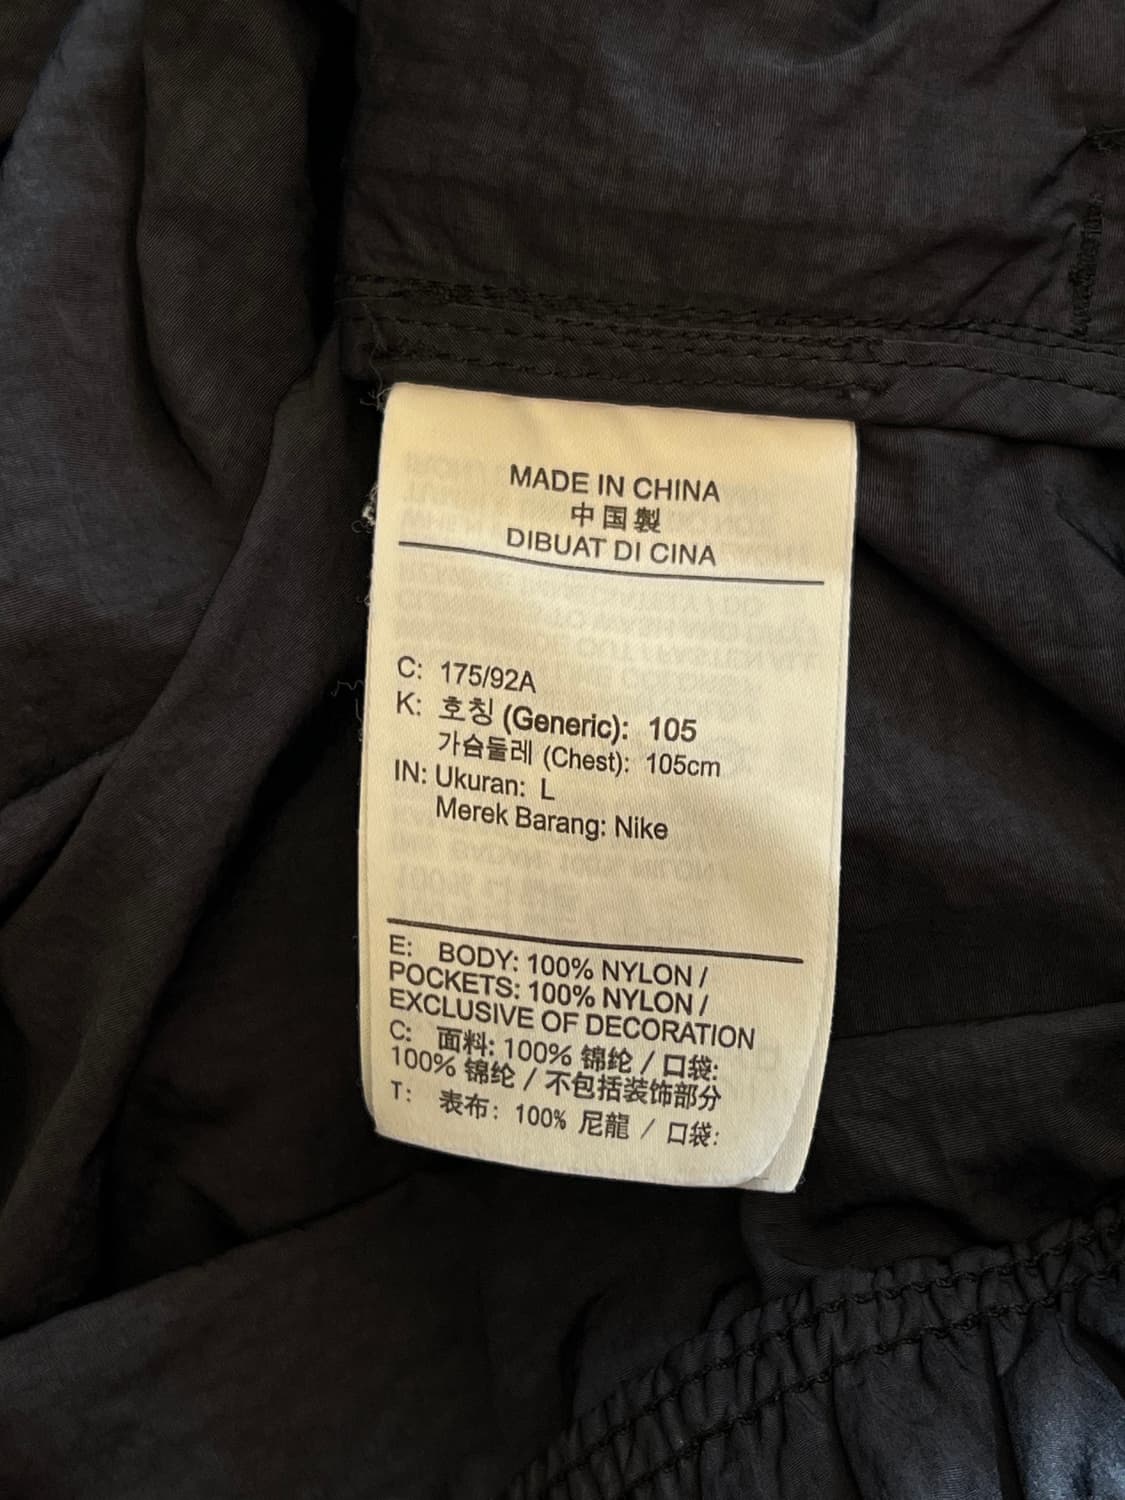 MADE IN CHINA
中国製
DIBUAT DI CINA
C: 175/92A
K: 호칭 (Generic): 105
가슴둘레 (Chest): 105cm
IN: Ukuran: L
Merek Barang: Nike
E: BODY: 100% NYLON /
POCKETS: 100% NYLON /
EXCLUSIVE OF DECORATION
C: 面料: 100% 锦纶 / 口袋:
100% 锦纶 / 不包括装饰部分
T: 表布: 100% 尼龍 / 口袋: